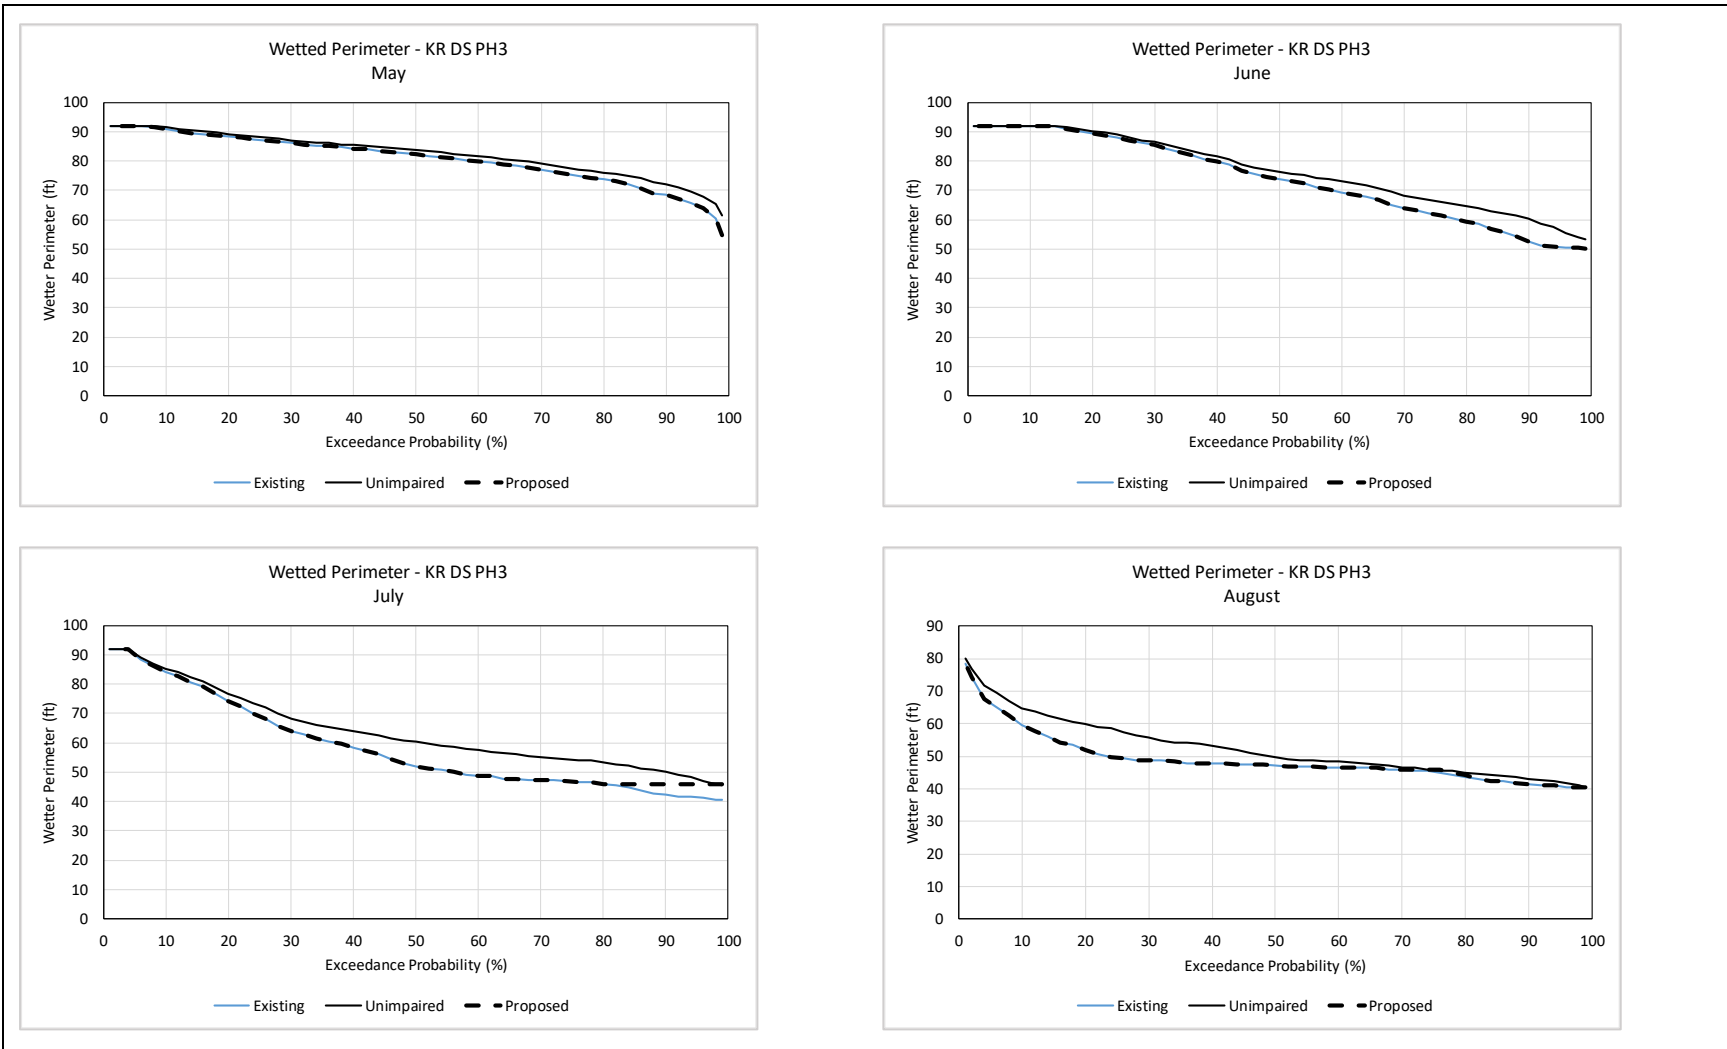 Wetted Perimeter - KR DS PH3
May
100
90
80
70
60
50
40
30
20
10
0
Wetter Perimeter (ft)
0 10 20 30 40 50 60 70 80 90 100
Exceedance Probability (%)
Existing Unimpaired Proposed
Wetted Perimeter - KR DS PH3
June
100
90
80
70
60
50
40
30
20
10
0
Wetter Perimeter (ft)
0 10 20 30 40 50 60 70 80 90 100
Exceedance Probability (%)
Existing Unimpaired Proposed
Wetted Perimeter - KR DS PH3
July
100
90
80
70
60
50
40
30
20
10
0
Wetter Perimeter (ft)
0 10 20 30 40 50 60 70 80 90 100
Exceedance Probability (%)
Existing Unimpaired Proposed
Wetted Perimeter - KR DS PH3
August
90
80
70
60
50
40
30
20
10
0
Wetter Perimeter (ft)
0 10 20 30 40 50 60 70 80 90 100
Exceedance Probability (%)
Existing Unimpaired Proposed